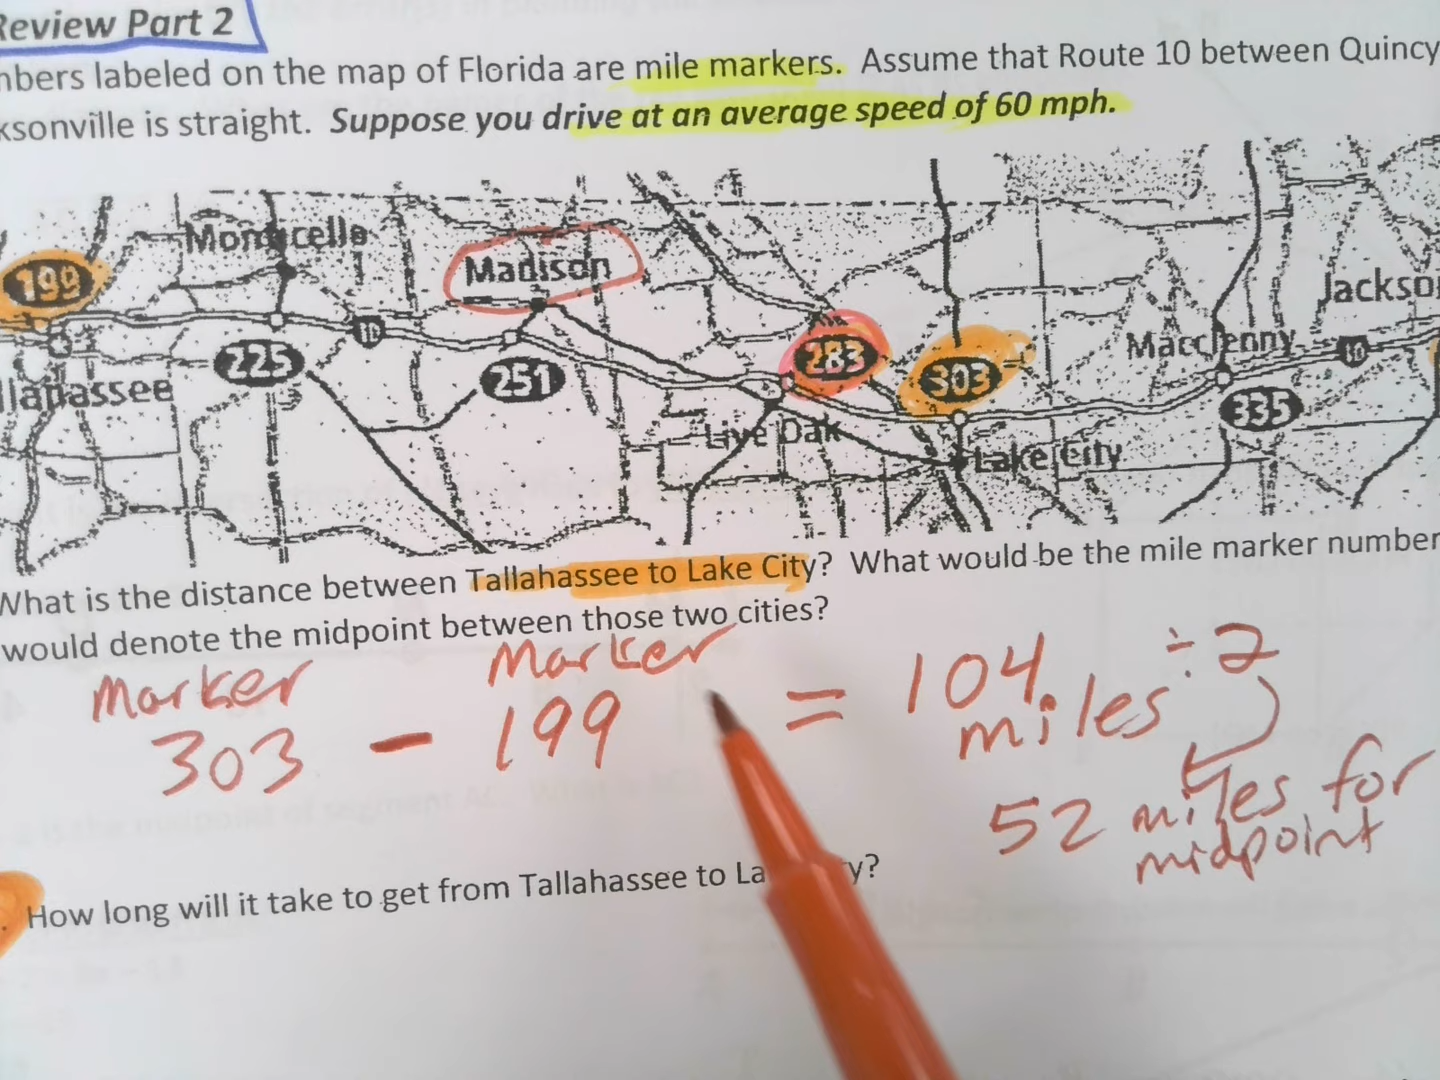 Review Part 2
mbers labeled on the map of Florida are mile markers. Assume that Route 10 between Quincy
ksonville is straight. Suppose you drive at an average speed of 60 mph.
Monticello
Madison
199
Jackso
283
10
Macclenny
10
225
251
303
llahassee
335
Live Oak
Lake City
What is the distance between Tallahassee to Lake City? What would be the mile marker number
would denote the midpoint between those two cities?
Marker Marker
303 - 199 = 104 miles ÷ 2
52 miles for midpoint
How long will it take to get from Tallahassee to La y?